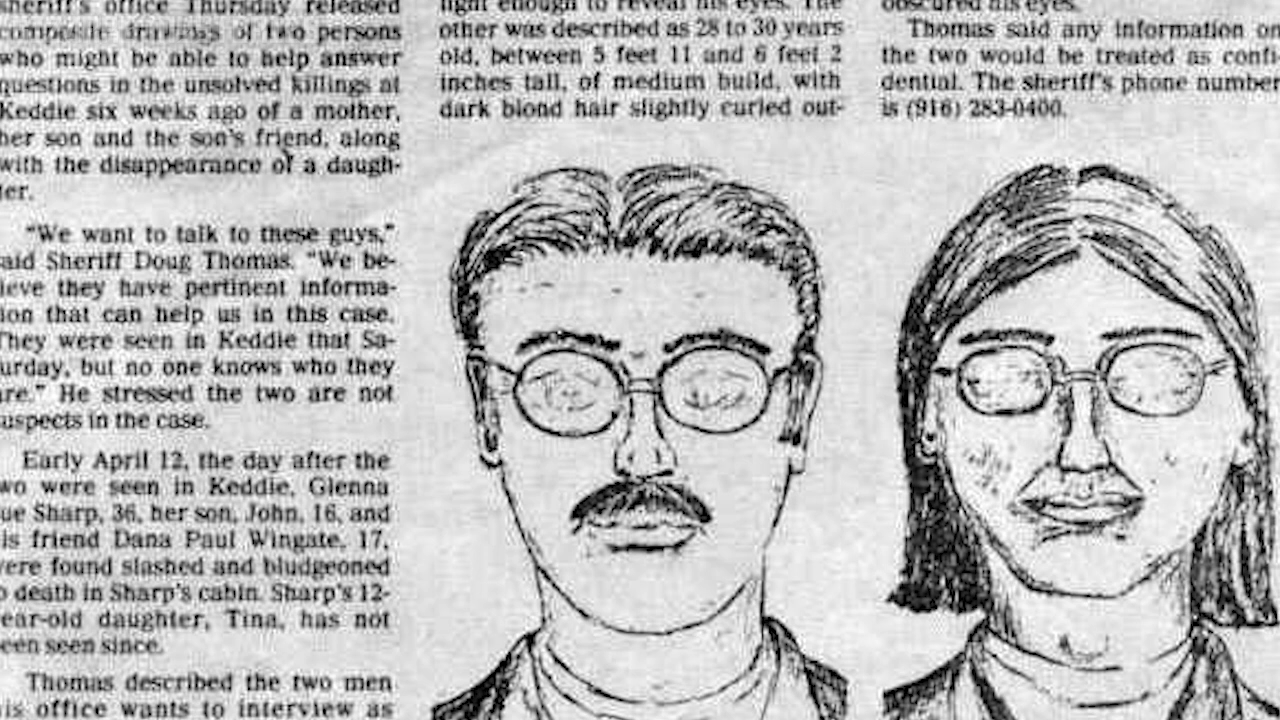 sheriff's office Thursday released
composite drawings of two persons
who might be able to help answer
questions in the unsolved killings at
Keddie six weeks ago of a mother,
her son and the son's friend, along
with the disappearance of a daugh-
ter.
"We want to talk to these guys,"
said Sheriff Doug Thomas. "We be-
lieve they have pertinent informa-
tion that can help us in this case.
They were seen in Keddie that Sa-
turday, but no one knows who they
are." He stressed the two are not
suspects in the case.
Early April 12, the day after the
two were seen in Keddie, Glenna
Sue Sharp, 36, her son, John, 16, and
his friend Dana Paul Wingate, 17,
were found slashed and bludgeoned
to death in Sharp's cabin. Sharp's 12-
year-old daughter, Tina, has not
been seen since.
Thomas described the two men
his office wants to interview as
light enough to reveal his eyes. The
other was described as 28 to 30 years
old, between 5 feet 11 and 6 feet 2
inches tall, of medium build, with
dark blond hair slightly curled out-
obscured his eyes.
Thomas said any information on
the two would be treated as confi-
dential. The sheriff's phone number
is (916) 283-0400.